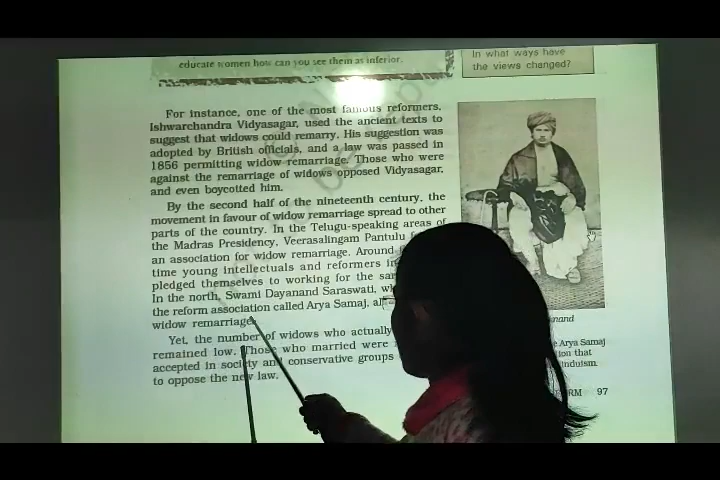 educate women how can you see them as inferior.
In what ways have
the views changed?
For instance, one of the most famous reformers,
Ishwarchandra Vidyasagar, used the ancient texts to
suggest that widows could remarry. His suggestion was
adopted by British officials, and a law was passed in
1856 permitting widow remarriage. Those who were
against the remarriage of widows opposed Vidyasagar,
and even boycotted him.
By the second half of the nineteenth century, the
movement in favour of widow remarriage spread to other
parts of the country. In the Telugu-speaking areas of
the Madras Presidency, Veerasalingam Pantulu
an association for widow remarriage. Around
time young intellectuals and reformers in
pledged themselves to working for the
In the north, Swami Dayanand Saraswati,
the reform association called Arya Samaj,
widow remarriage.
Yet, the number of widows who actually
remained low. Those who married were
accepted in society and conservative groups
to oppose the new law.
Arya Samaj
that
97